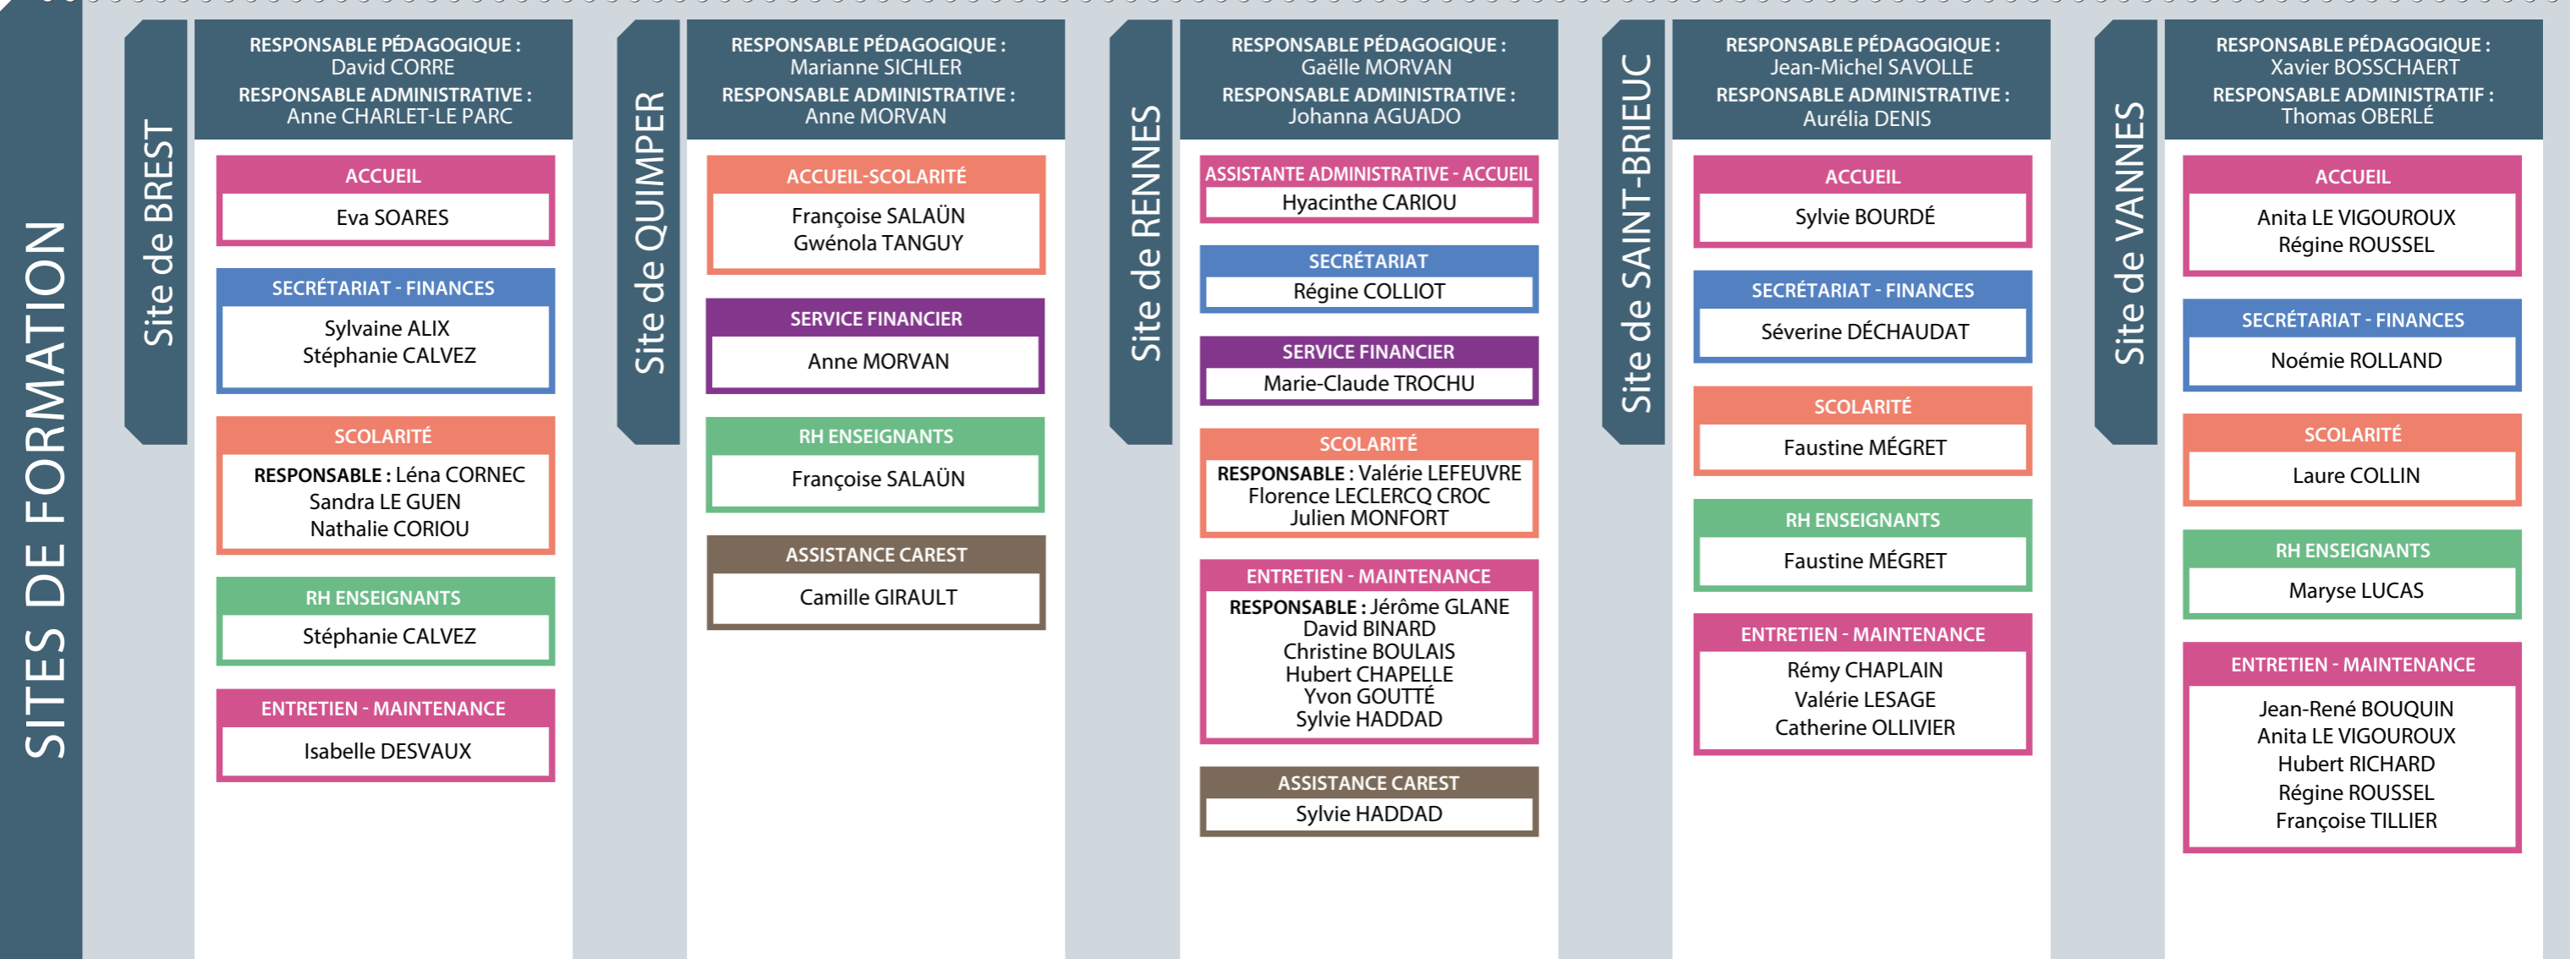 SITES DE FORMATION
Site de BREST
RESPONSABLE PÉDAGOGIQUE :
David CORRE
RESPONSABLE ADMINISTRATIVE :
Anne CHARLET-LE PARC
ACCUEIL
Eva SOARES
SECRÉTARIAT - FINANCES
Sylvaine ALIX
Stéphanie CALVEZ
SCOLARITÉ
RESPONSABLE : Léna CORNEC
Sandra LE GUEN
Nathalie CORIOU
RH ENSEIGNANTS
Stéphanie CALVEZ
ENTRETIEN - MAINTENANCE
Isabelle DESVAUX
Site de QUIMPER
RESPONSABLE PÉDAGOGIQUE :
Marianne SICHLER
RESPONSABLE ADMINISTRATIVE :
Anne MORVAN
ACCUEIL-SCOLARITÉ
Françoise SALAÜN
Gwénola TANGUY
SERVICE FINANCIER
Anne MORVAN
RH ENSEIGNANTS
Françoise SALAÜN
ASSISTANCE CAREST
Camille GIRAULT
Site de RENNES
RESPONSABLE PÉDAGOGIQUE :
Gaëlle MORVAN
RESPONSABLE ADMINISTRATIVE :
Johanna AGUADO
ASSISTANTE ADMINISTRATIVE - ACCUEIL
Hyacinthe CARIOU
SECRÉTARIAT
Régine COLLIOT
SERVICE FINANCIER
Marie-Claude TROCHU
SCOLARITÉ
RESPONSABLE : Valérie LEFEUVRE
Florence LECLERCQ CROC
Julien MONFORT
ENTRETIEN - MAINTENANCE
RESPONSABLE : Jérôme GLANE
David BINARD
Christine BOULAIS
Hubert CHAPELLE
Yvon GOUTTÉ
Sylvie HADDAD
ASSISTANCE CAREST
Sylvie HADDAD
Site de SAINT-BRIEUC
RESPONSABLE PÉDAGOGIQUE :
Jean-Michel SAVOLLE
RESPONSABLE ADMINISTRATIVE :
Aurélia DENIS
ACCUEIL
Sylvie BOURDÉ
SECRÉTARIAT - FINANCES
Séverine DÉCHAUDAT
SCOLARITÉ
Faustine MÉGRET
RH ENSEIGNANTS
Faustine MÉGRET
ENTRETIEN - MAINTENANCE
Rémy CHAPLAIN
Valérie LESAGE
Catherine OLLIVIER
Site de VANNES
RESPONSABLE PÉDAGOGIQUE :
Xavier BOSSCHAERT
RESPONSABLE ADMINISTRATIF :
Thomas OBERLÉ
ACCUEIL
Anita LE VIGOUROUX
Régine ROUSSEL
SECRÉTARIAT - FINANCES
Noémie ROLLAND
SCOLARITÉ
Laure COLLIN
RH ENSEIGNANTS
Maryse LUCAS
ENTRETIEN - MAINTENANCE
Jean-René BOUQUIN
Anita LE VIGOUROUX
Hubert RICHARD
Régine ROUSSEL
Françoise TILLIER